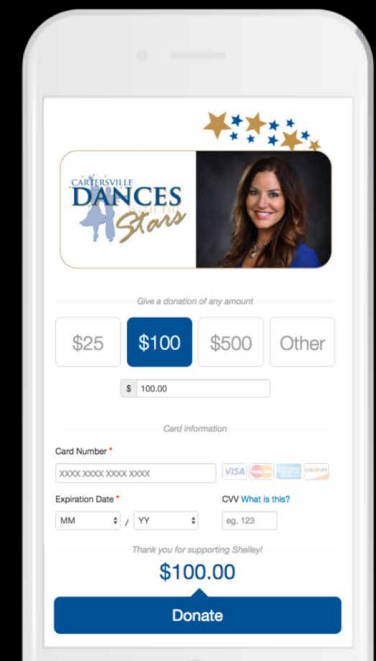 CARTERSVILLE
DANCES
Stars
Give a donation of any amount
$25 $100 $500 Other
$ 100.00
Card information
Card Number *
XXXX XXXX XXXX XXXX VISA
Expiration Date * CVV What is this?
MM / YY eg. 123
Thank you for supporting Shelley!
$100.00
Donate